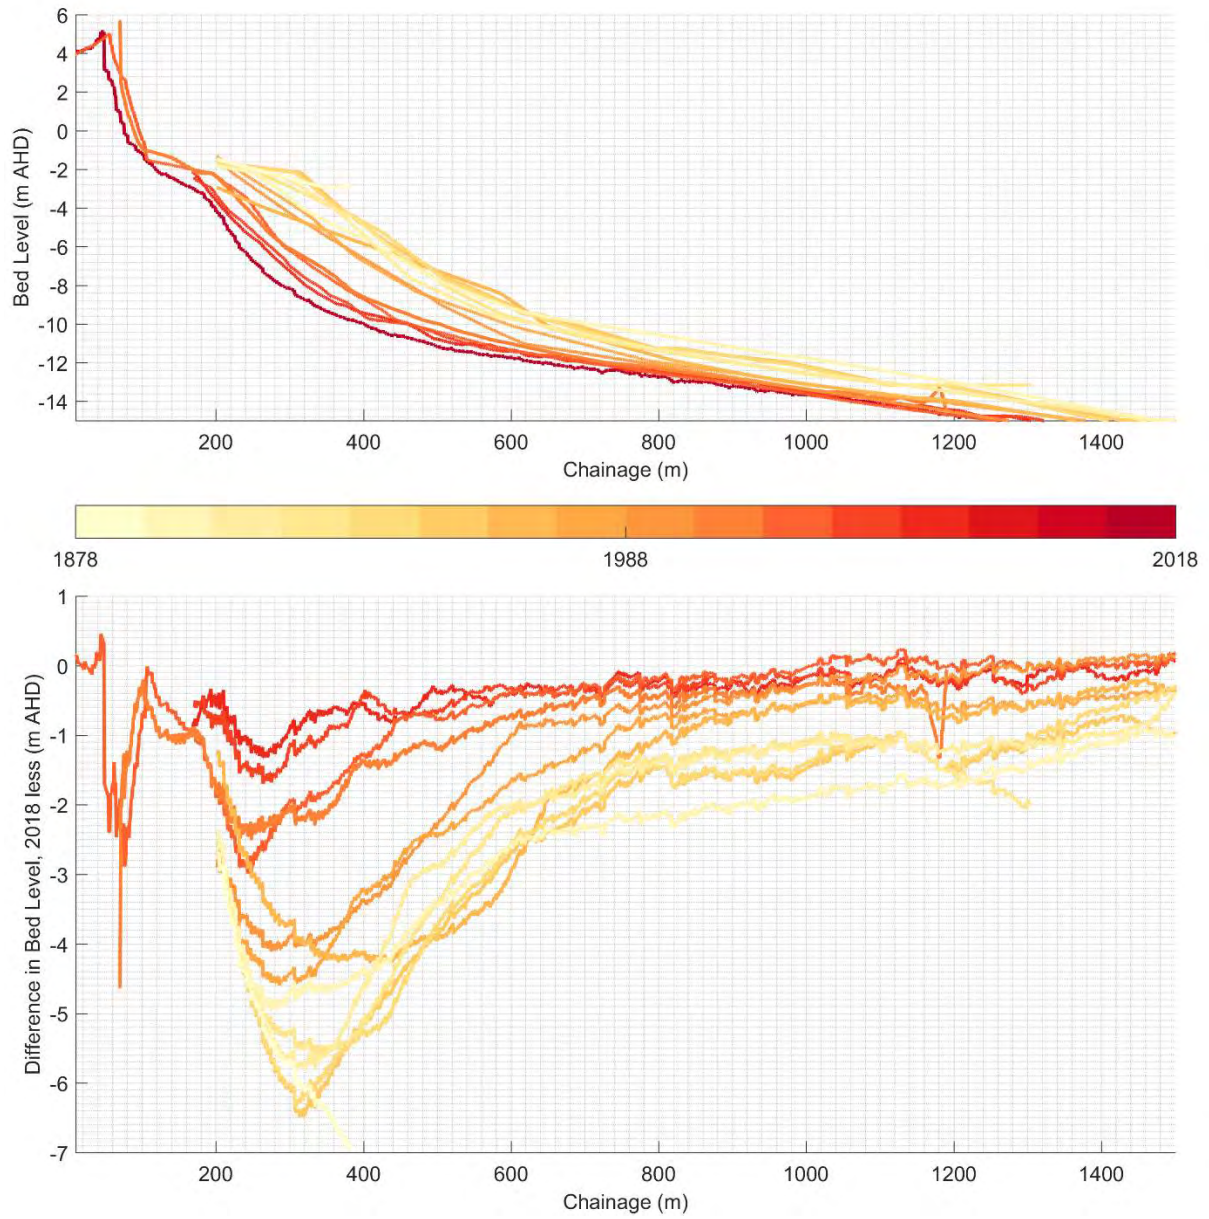 6
4
2
0
-2
-4
-6
-8
-10
-12
-14
Bed Level (m AHD)
200 400 600 800 1000 1200 1400
Chainage (m)
1878 1988 2018
1
0
-1
-2
-3
-4
-5
-6
-7
Difference in Bed Level, 2018 less (m AHD)
200 400 600 800 1000 1200 1400
Chainage (m)